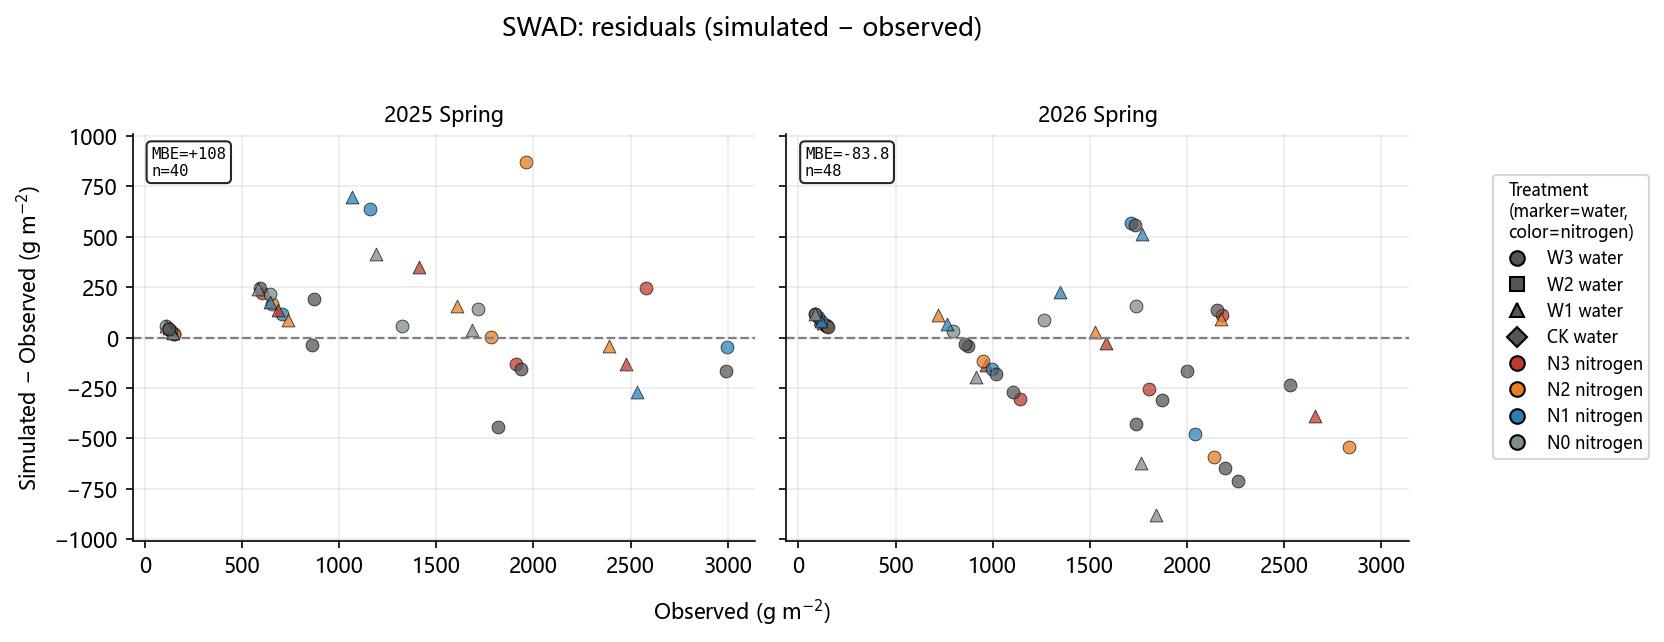 SWAD: residuals (simulated − observed)
2025 Spring
2026 Spring
MBE=+108
n=40
MBE=-83.8
n=48
Simulated − Observed (g m⁻²)
1000
750
500
250
0
−250
−500
−750
−1000
0 500 1000 1500 2000 2500 3000
0 500 1000 1500 2000 2500 3000
Observed (g m⁻²)
Treatment
(marker=water,
color=nitrogen)
W3 water
W2 water
W1 water
CK water
N3 nitrogen
N2 nitrogen
N1 nitrogen
N0 nitrogen